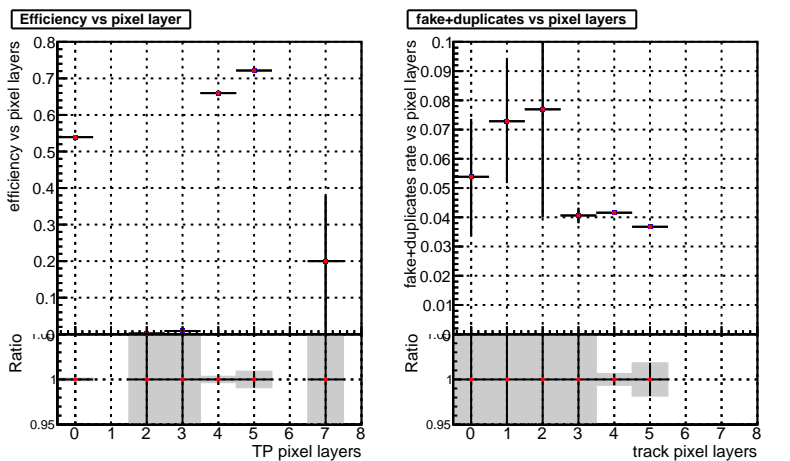 Efficiency vs pixel layer
efficiency vs pixel layers
0.8
0.7
0.6
0.5
0.4
0.3
0.2
0.1
0
Ratio
1
0.95
0 1 2 3 4 5 6 7 8
TP pixel layers
fake+duplicates vs pixel layers
fake+duplicates rate vs pixel layers
0.1
0.09
0.08
0.07
0.06
0.05
0.04
0.03
0.02
0.01
0
Ratio
1
0.95
0 1 2 3 4 5 6 7 8
track pixel layers